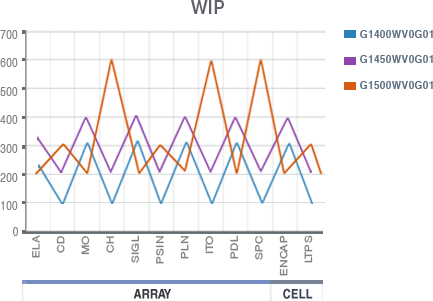 WIP
700
600
500
400
300
200
100
0
G1400WV0G01
G1450WV0G01
G1500WV0G01
ELA
CD
MO
CH
SIGL
PSIN
PLN
ITO
PDL
SPC
ENCAP
LTPS
ARRAY
CELL